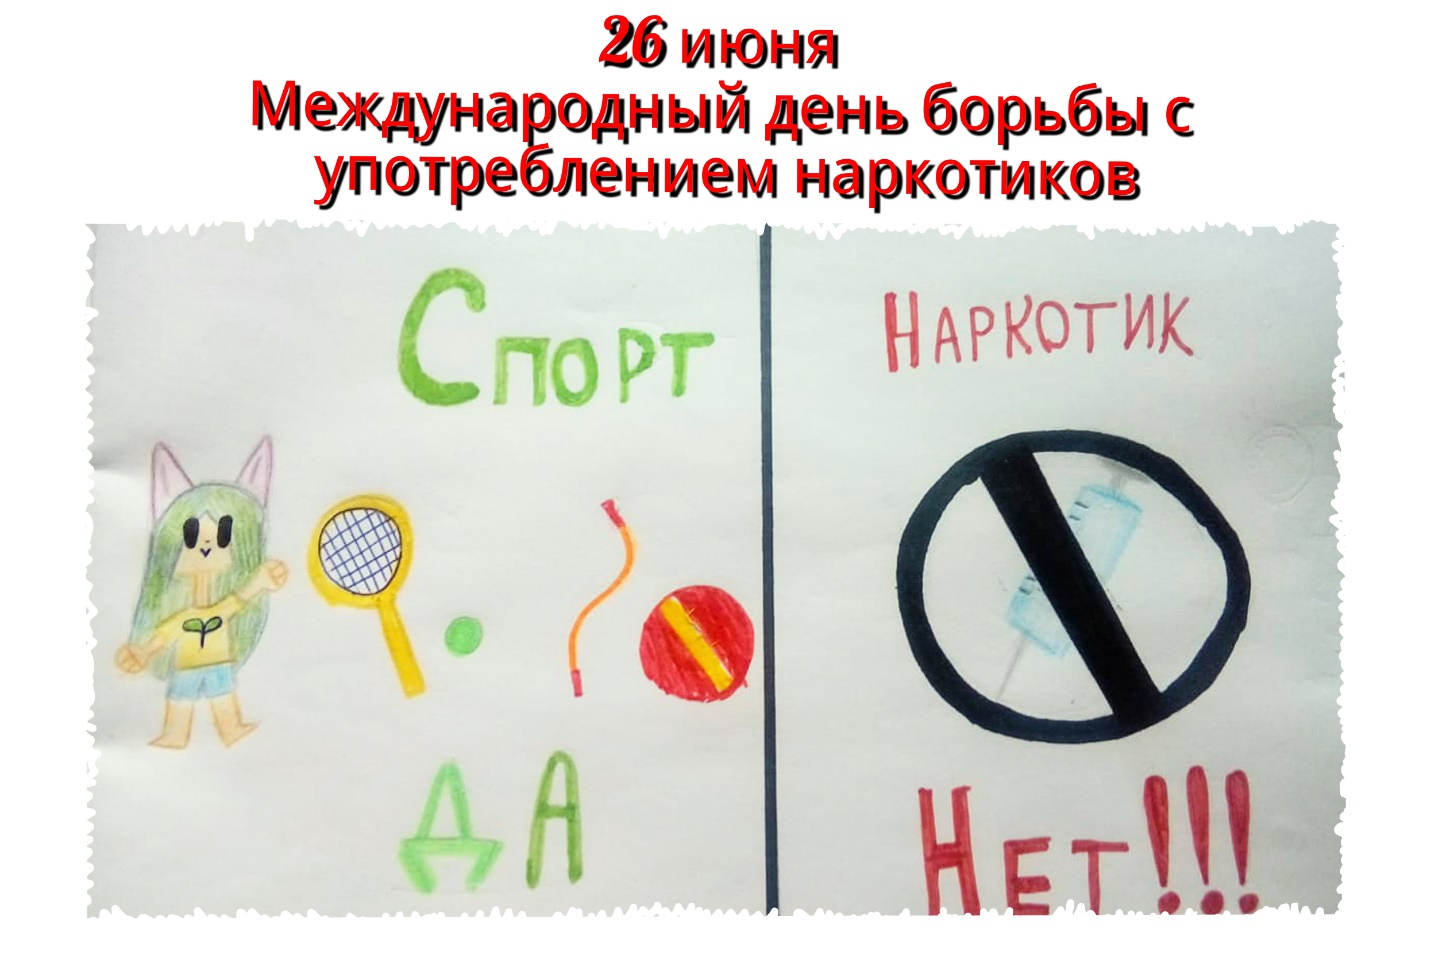 26 июня
Международный день борьбы с
употреблением наркотиков
Спорт
Наркотик
ДА
Нет!!!